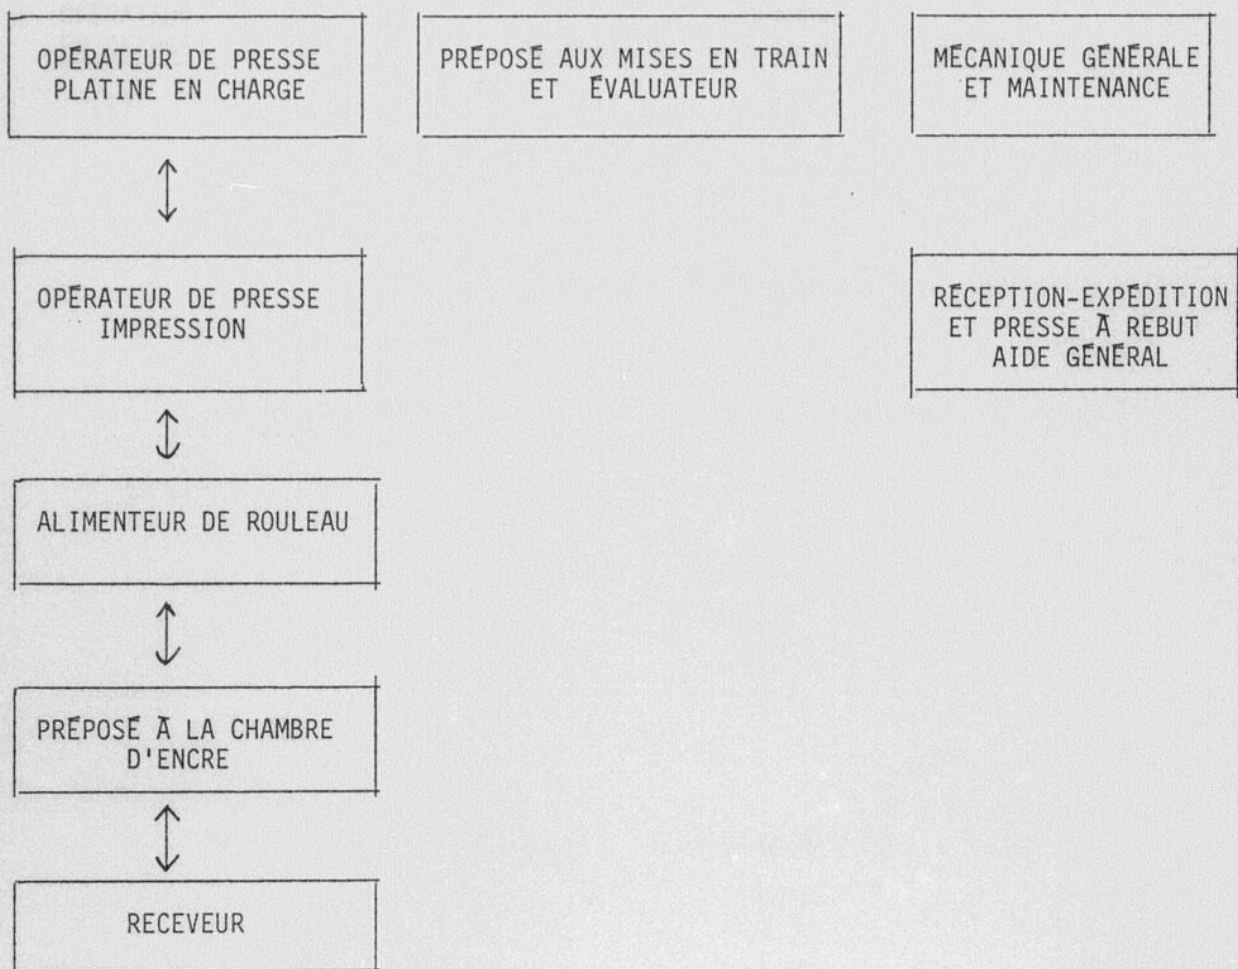 OPÉRATEUR DE PRESSE
PLATINE EN CHARGE
PRÉPOSÉ AUX MISES EN TRAIN
ET ÉVALUATEUR
MÉCANIQUE GÉNÉRALE
ET MAINTENANCE
OPÉRATEUR DE PRESSE
IMPRESSION
RÉCEPTION-EXPÉDITION
ET PRESSE À REBUT
AIDE GÉNÉRAL
ALIMENTEUR DE ROULEAU
PRÉPOSÉ À LA CHAMBRE
D'ENCRE
RECEVEUR